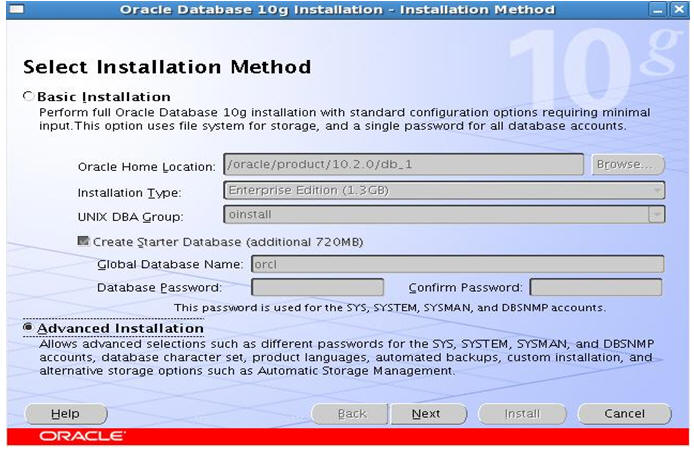 Oracle Database 10g Installation - Installation Method
10g
Select Installation Method
Basic Installation
Perform full Oracle Database 10g installation with standard configuration options requiring minimal
input.This option uses file system for storage, and a single password for all database accounts.
Oracle Home Location: /oracle/product/10.2.0/db_1 Browse...
Installation Type: Enterprise Edition (1.3GB)
UNIX DBA Group: oinstall
Create Starter Database (additional 720MB)
Global Database Name: orcl
Database Password: Confirm Password:
This password is used for the SYS, SYSTEM, SYSMAN, and DBSNMP accounts.
Advanced Installation
Allows advanced selections such as different passwords for the SYS, SYSTEM, SYSMAN, and DBSNMP
accounts, database character set, product languages, automated backups, custom installation, and
alternative storage options such as Automatic Storage Management.
Help Back Next Install Cancel
ORACLE